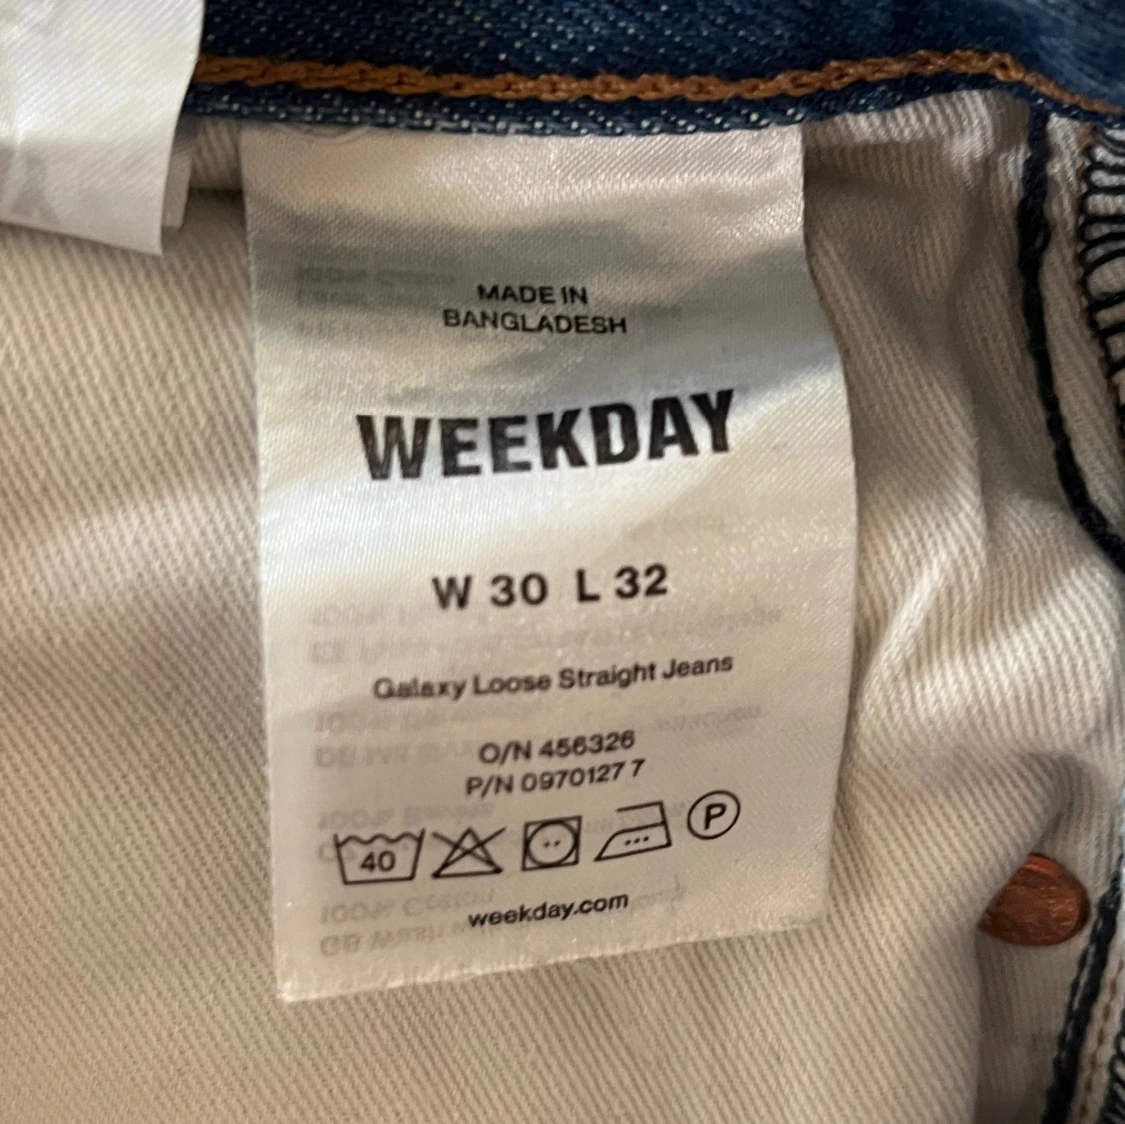 MADE IN
BANGLADESH
WEEKDAY
W 30 L 32
Galaxy Loose Straight Jeans
O/N 456326
P/N 0970127 7
40
P
weekday.com